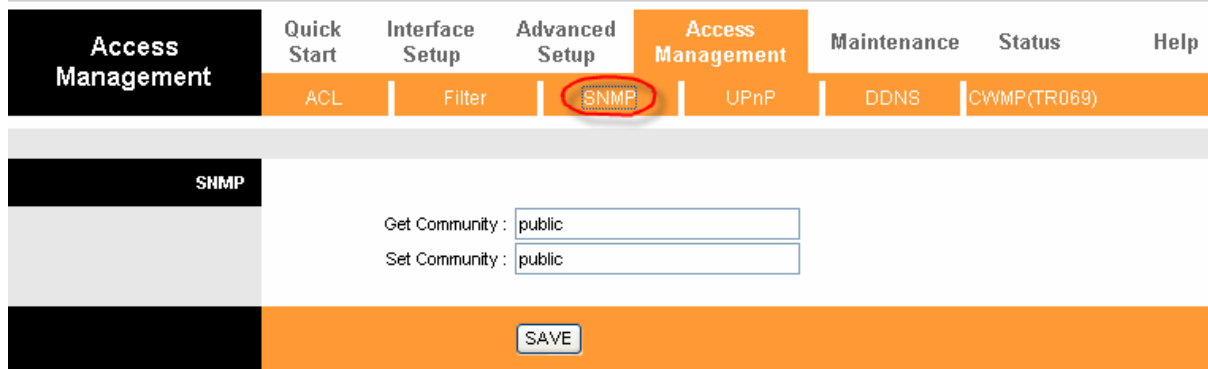 Access Management
Quick Start
Interface Setup
Advanced Setup
Access Management
Maintenance
Status
Help
ACL
Filter
SNMP
UPnP
DDNS
CWMP(TR069)
SNMP
Get Community : public
Set Community : public
SAVE